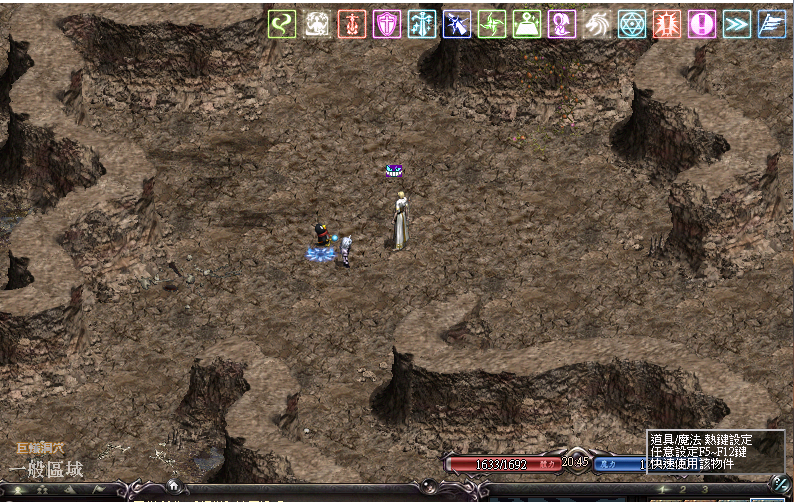 巨蟻洞穴
一般區域
1633/1692
體力
20:45
魔力
1
道具/魔法 熱鍵設定
任意設定F5~F12鍵
快速使用該物件
3